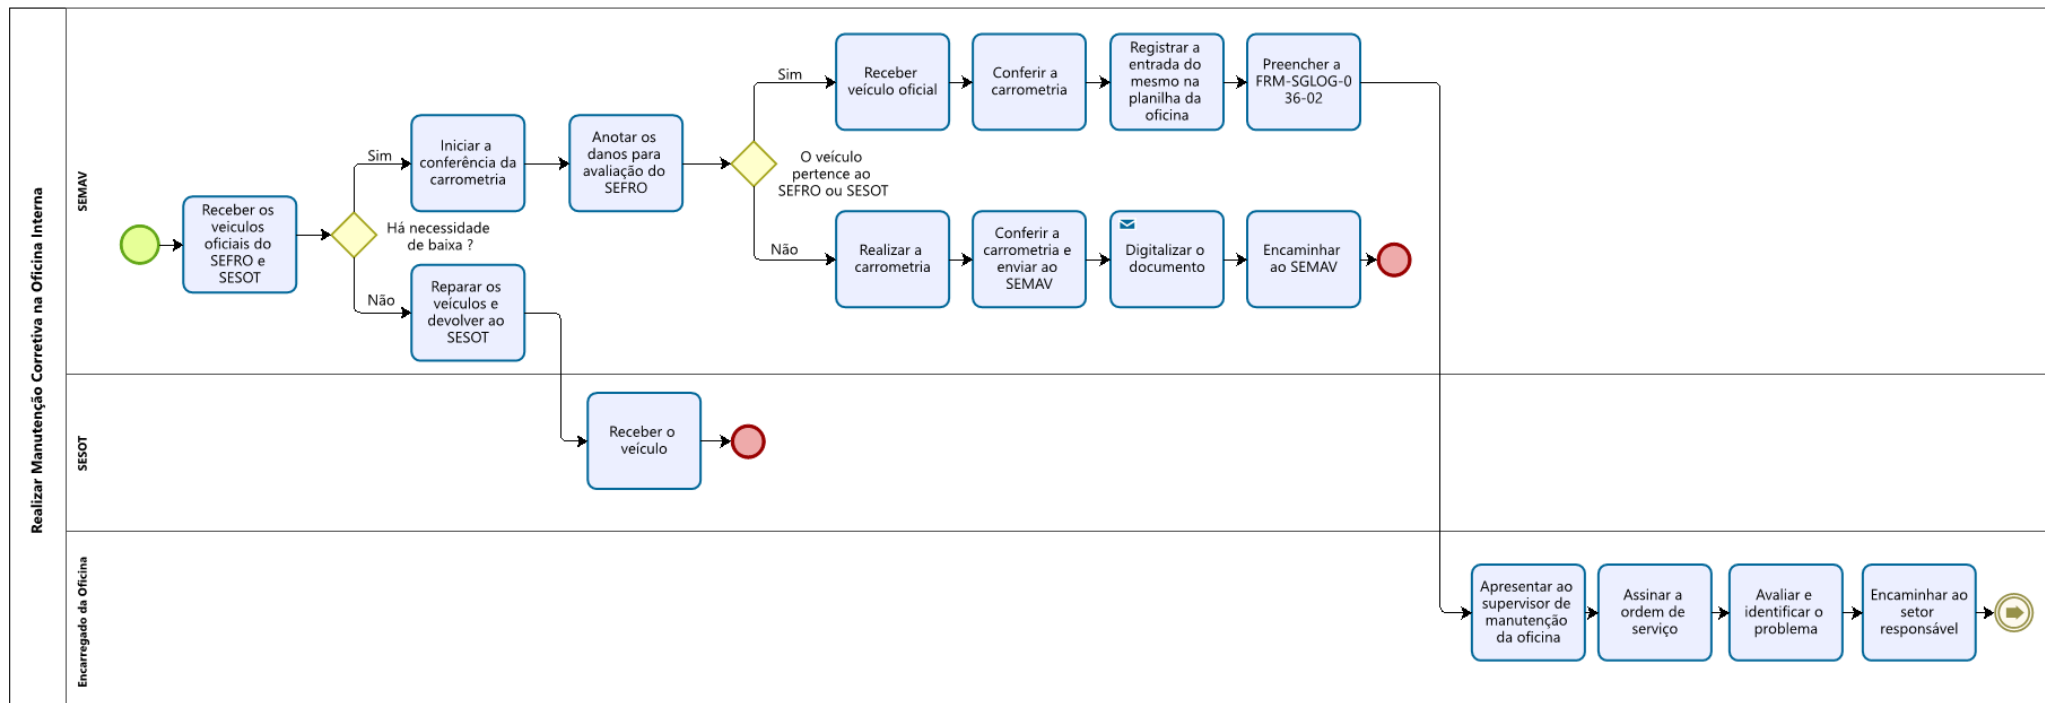 Realizar Manutenção Corretiva na Oficina Interna
SEMAV
Receber os
veiculos
oficiais do
SEFRO e
SESOT
Há necessidade
de baixa ?
Sim
Iniciar a
conferência da
carrometria
Anotar os
danos para
avaliação do
SEFRO
Não
Reparar os
veículos e
devolver ao
SESOT
O veículo
pertence ao
SEFRO ou SESOT
Sim
Receber
veículo oficial
Conferir a
carrometria
Registrar a
entrada do
mesmo na
planilha da
oficina
Preencher a
FRM-SGLOG-0
36-02
Não
Realizar a
carrometria
Conferir a
carrometria e
enviar ao
SEMAV
Digitalizar o
documento
Encaminhar
ao SEMAV
SESOT
Receber o
veículo
Encarregado da Oficina
Apresentar ao
supervisor de
manutenção
da oficina
Assinar a
ordem de
serviço
Avaliar e
identificar o
problema
Encaminhar ao
setor
responsável